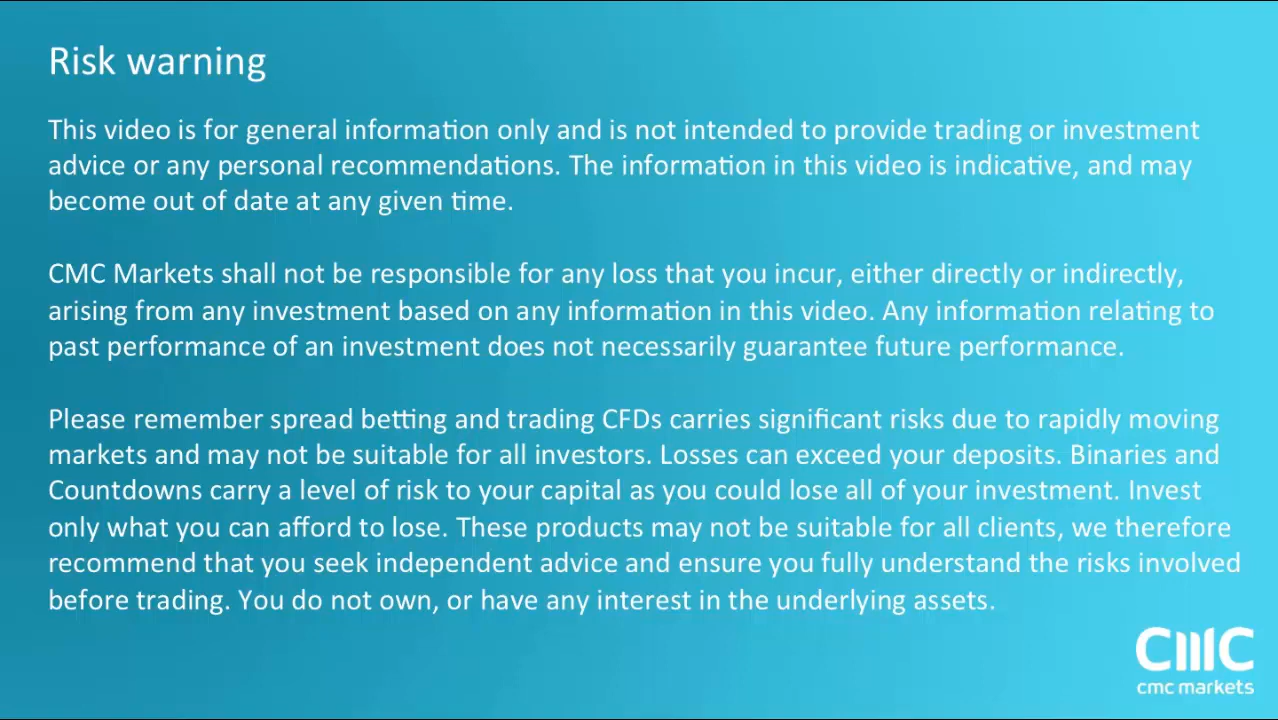 Risk warning
This video is for general information only and is not intended to provide trading or investment
advice or any personal recommendations. The information in this video is indicative, and may
become out of date at any given time.
CMC Markets shall not be responsible for any loss that you incur, either directly or indirectly,
arising from any investment based on any information in this video. Any information relating to
past performance of an investment does not necessarily guarantee future performance.
Please remember spread betting and trading CFDs carries significant risks due to rapidly moving
markets and may not be suitable for all investors. Losses can exceed your deposits. Binaries and
Countdowns carry a level of risk to your capital as you could lose all of your investment. Invest
only what you can afford to lose. These products may not be suitable for all clients, we therefore
recommend that you seek independent advice and ensure you fully understand the risks involved
before trading. You do not own, or have any interest in the underlying assets.
CMC
cmc markets